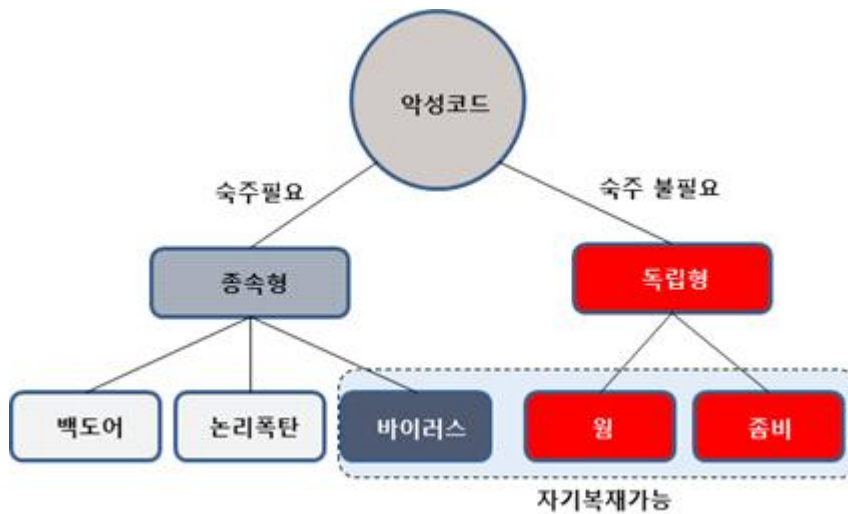 악성코드
숙주필요
숙주 불필요
종속형
독립형
백도어
논리폭탄
바이러스
웜
좀비
자기복재가능